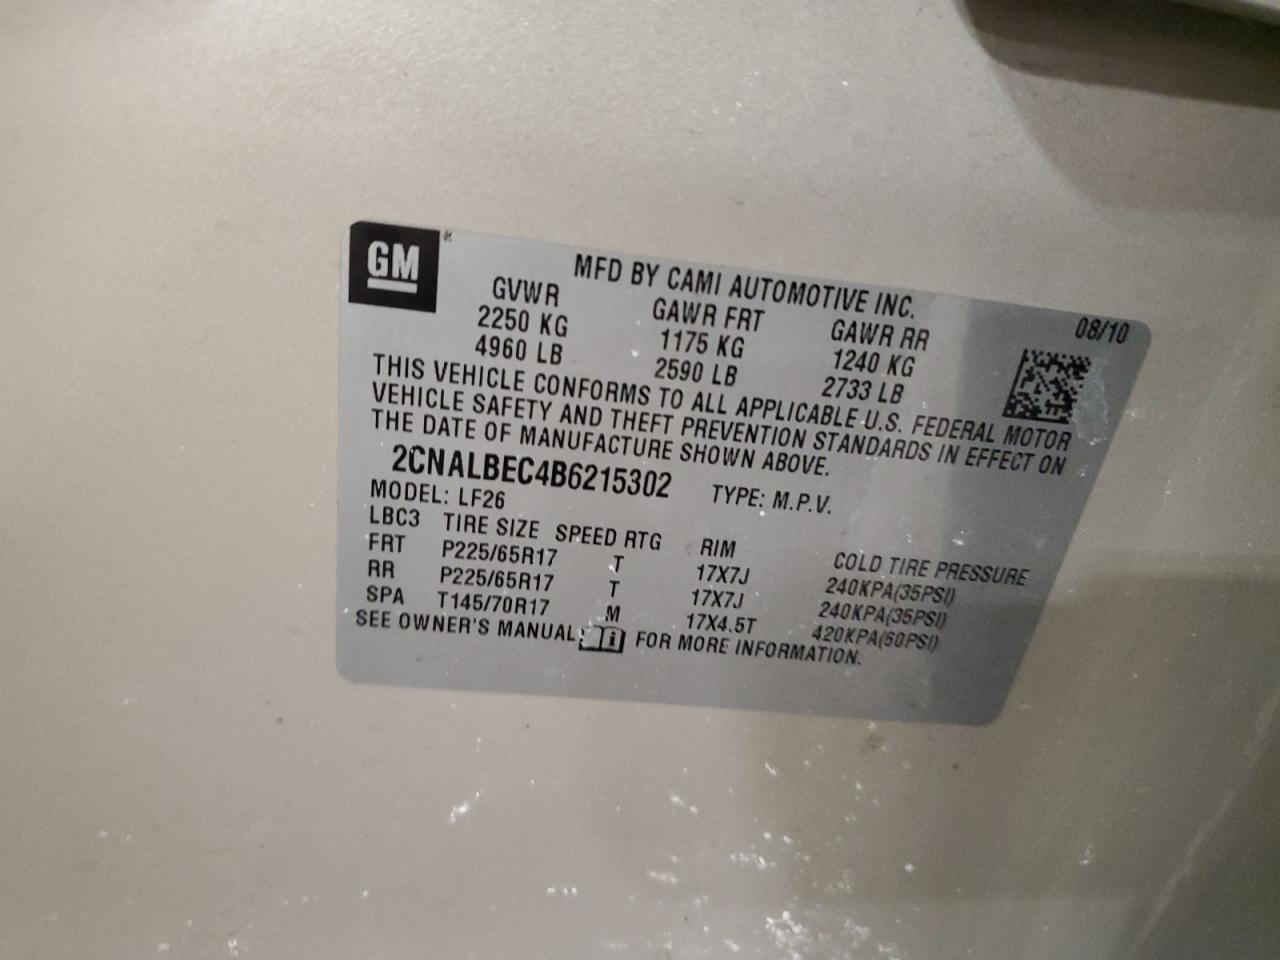 GM
MFD BY CAMI AUTOMOTIVE INC.
08/10
GVWR GAWR FRT GAWR RR
2250 KG 1175 KG 1240 KG
4960 LB 2590 LB 2733 LB
THIS VEHICLE CONFORMS TO ALL APPLICABLE U.S. FEDERAL MOTOR
VEHICLE SAFETY AND THEFT PREVENTION STANDARDS IN EFFECT ON
THE DATE OF MANUFACTURE SHOWN ABOVE.
2CNALBEC4B6215302 TYPE: M.P.V.
MODEL: LF26
LBC3 TIRE SIZE SPEED RTG RIM COLD TIRE PRESSURE
FRT P225/65R17 T 17X7J 240KPA(35PSI)
RR P225/65R17 T 17X7J 240KPA(35PSI)
SPA T145/70R17 M 17X4.5T 420KPA(60PSI)
SEE OWNER'S MANUAL: i FOR MORE INFORMATION.